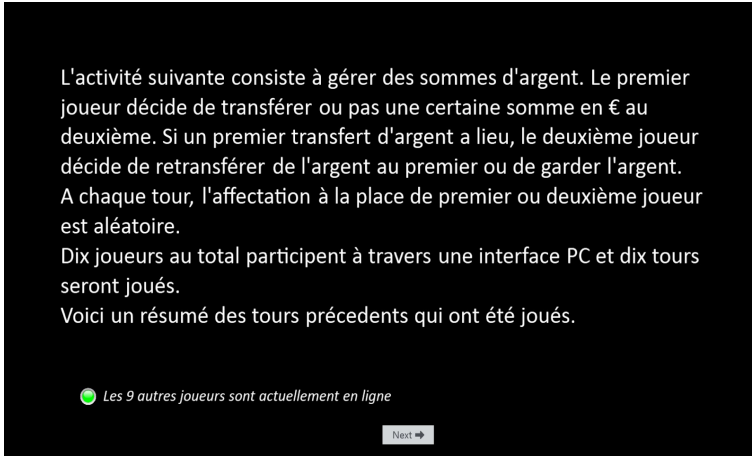 L'activité suivante consiste à gérer des sommes d'argent. Le premier
joueur décide de transférer ou pas une certaine somme en € au
deuxième. Si un premier transfert d'argent a lieu, le deuxième joueur
décide de retransférer de l'argent au premier ou de garder l'argent.
A chaque tour, l'affectation à la place de premier ou deuxième joueur
est aléatoire.
Dix joueurs au total participent à travers une interface PC et dix tours
seront joués.
Voici un résumé des tours précedents qui ont été joués.
Les 9 autres joueurs sont actuellement en ligne
Next